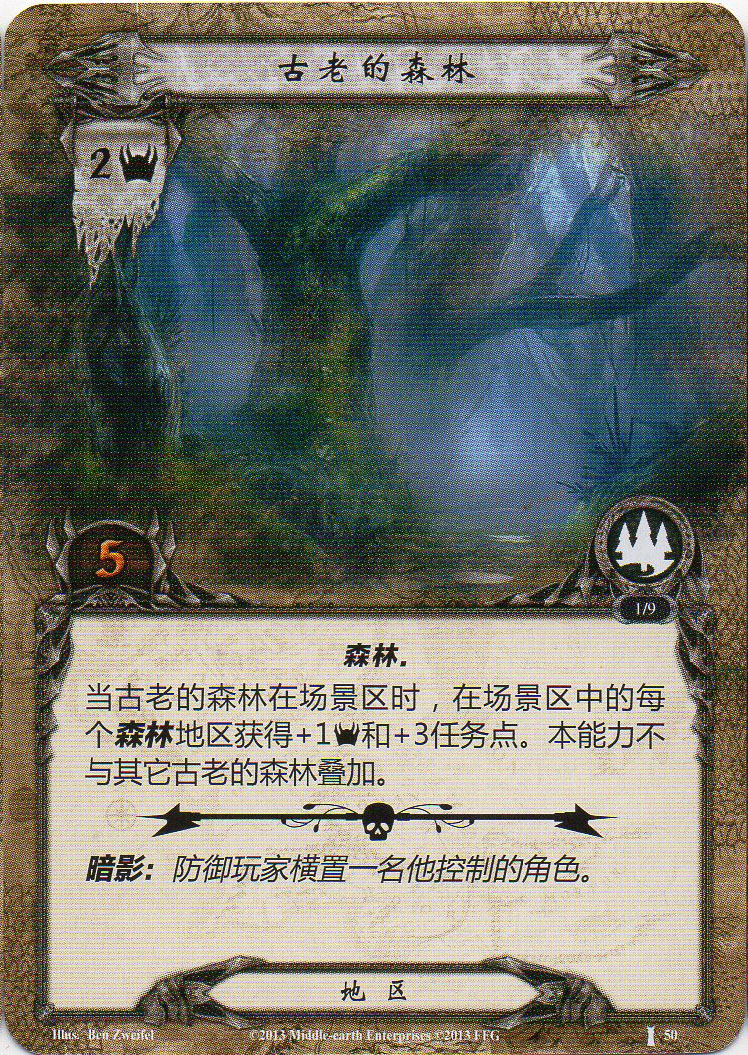 古老的森林
2
5
1/9
森林.
当古老的森林在场景区时，在场景区中的每
个森林地区获得+1和+3任务点。本能力不
与其它古老的森林叠加。
暗影：防御玩家横置一名他控制的角色。
地区
Illus. Ben Zweifel ©2013 Middle-earth Enterprises ©2013 FFG 50